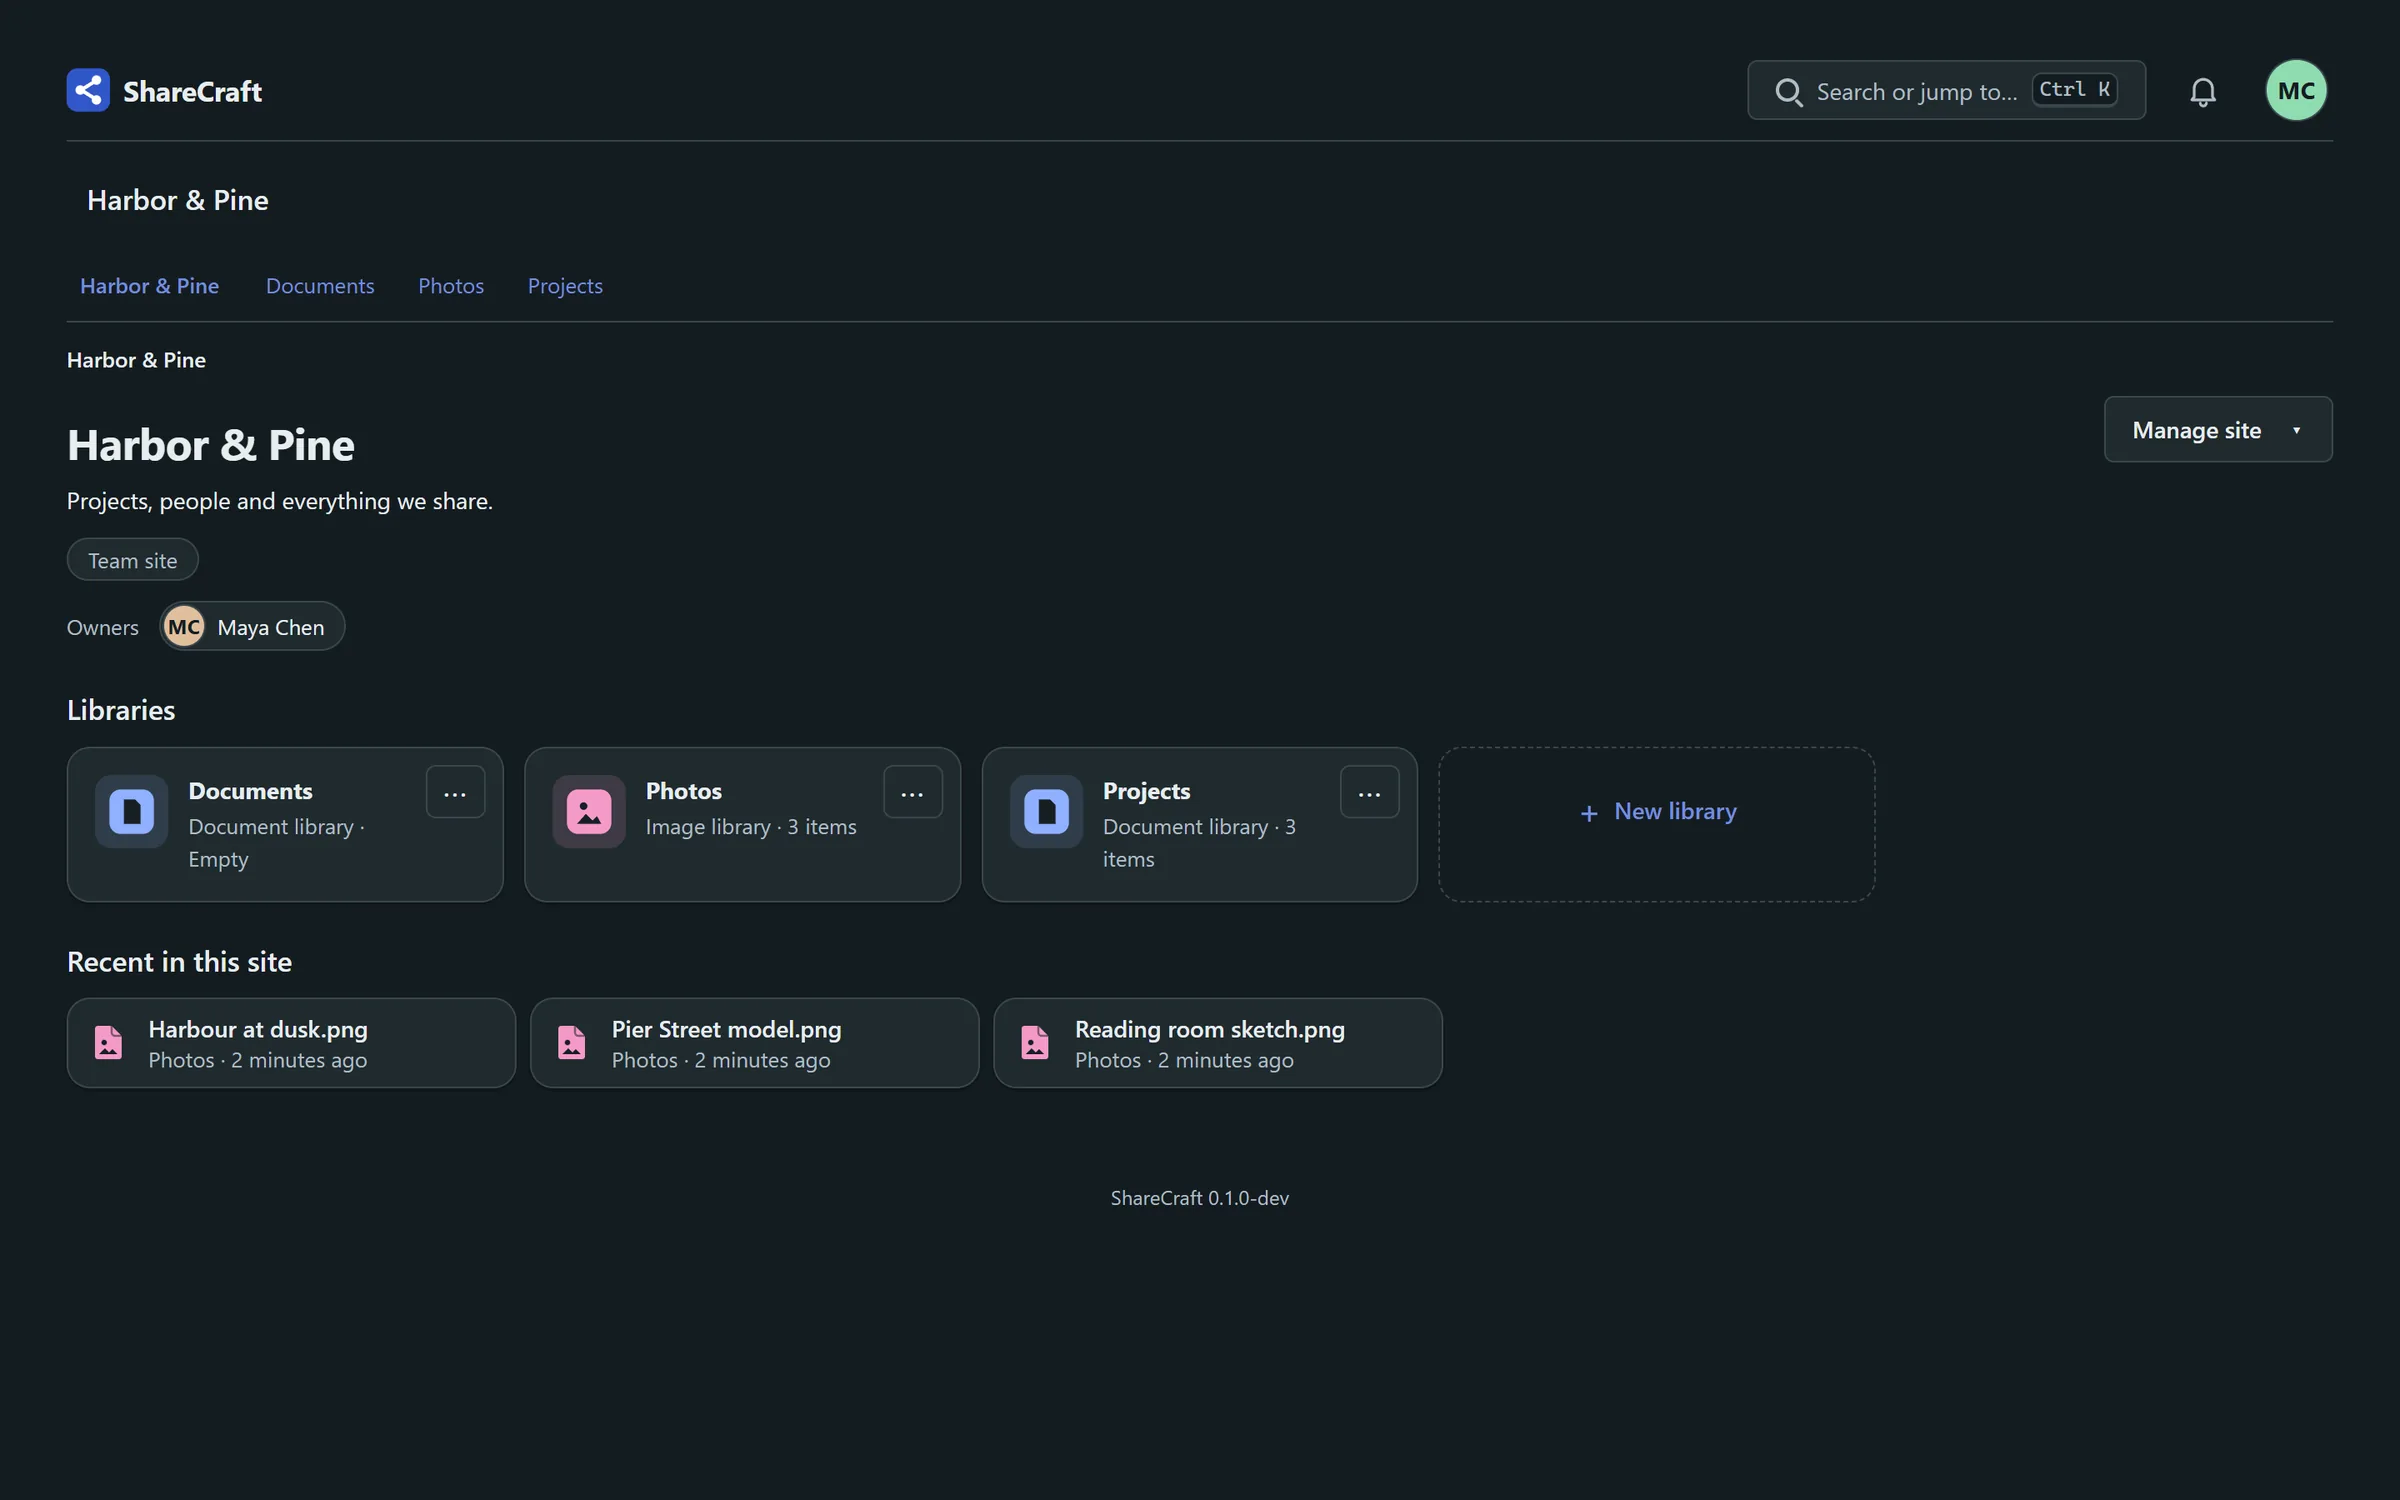 ShareCraft
Search or jump to... Ctrl K
MC
Harbor & Pine
Harbor & Pine
Documents
Photos
Projects
Harbor & Pine
Harbor & Pine
Manage site
Projects, people and everything we share.
Team site
Owners
MC
Maya Chen
Libraries
Documents
Document library ·
Empty
...
Photos
Image library · 3 items
...
Projects
Document library · 3
items
...
+ New library
Recent in this site
Harbour at dusk.png
Photos · 2 minutes ago
Pier Street model.png
Photos · 2 minutes ago
Reading room sketch.png
Photos · 2 minutes ago
ShareCraft 0.1.0-dev